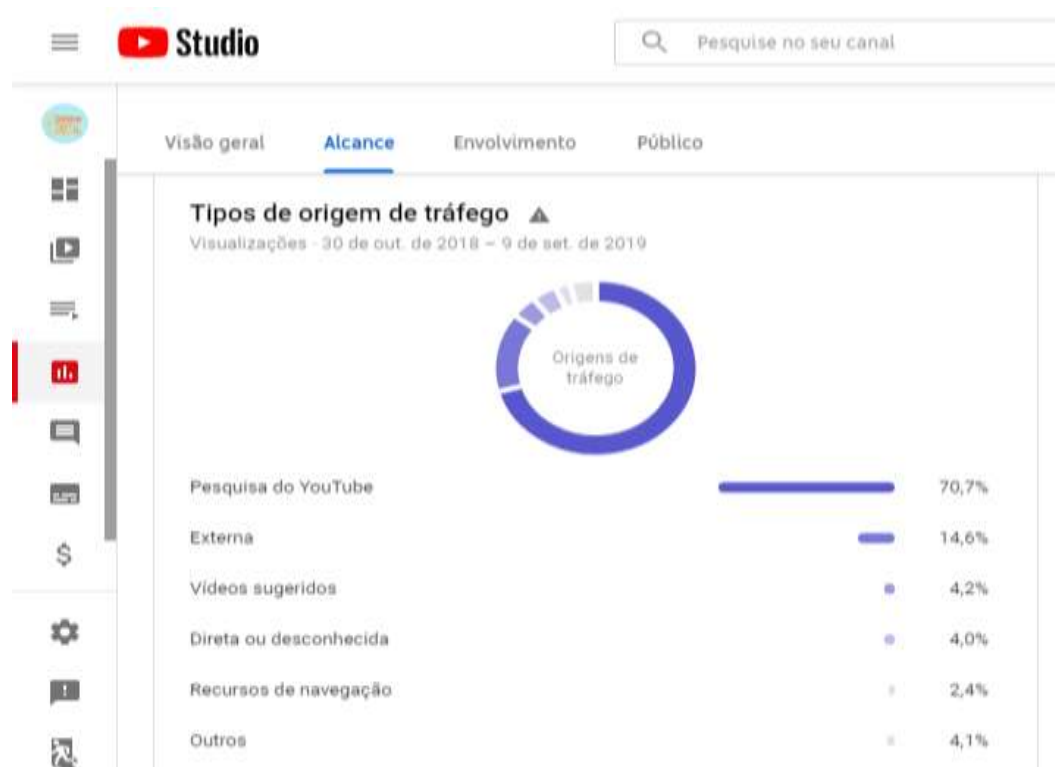 Studio
Pesquise no seu canal
Visão geral Alcance Envolvimento Público
Tipos de origem de tráfego
Visualizações · 30 de out. de 2018 – 9 de set. de 2019
Origens de
tráfego
Pesquisa do YouTube 70,7%
Externa 14,6%
Vídeos sugeridos 4,2%
Direta ou desconhecida 4,0%
Recursos de navegação 2,4%
Outros 4,1%